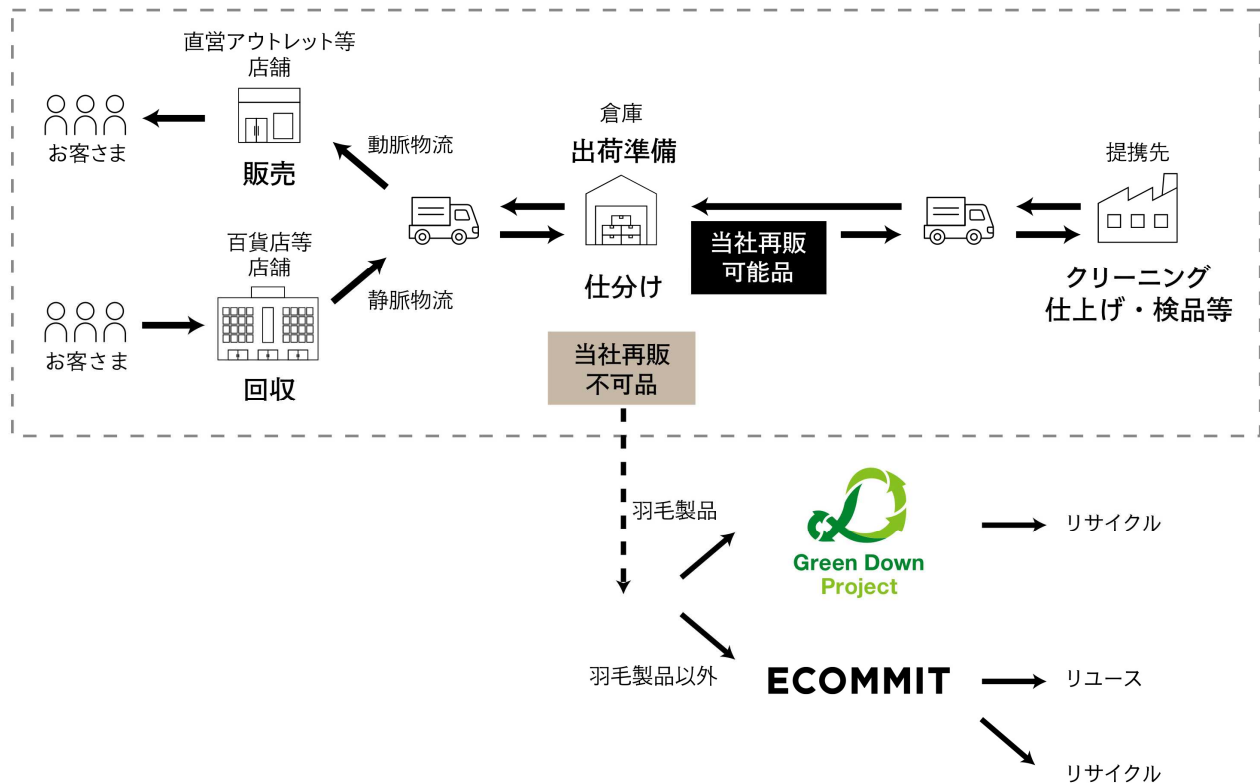 直営アウトレット等
店舗
お客さま
販売
動脈物流
倉庫
出荷準備
仕分け
提携先
クリーニング
仕上げ・検品等
当社再販
可能品
百貨店等
店舗
静脈物流
お客さま
回収
当社再販
不可品
羽毛製品
Green Down
Project
リサイクル
羽毛製品以外
ECOMMIT
リユース
リサイクル